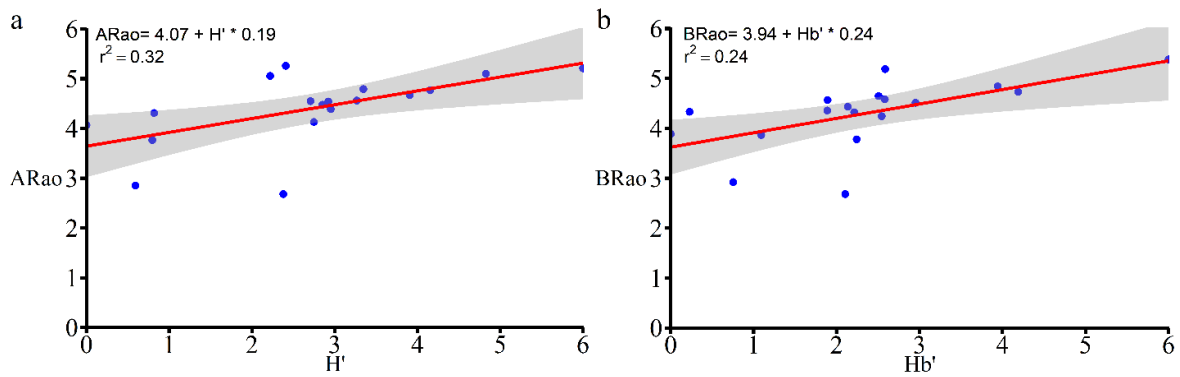 a
ARao= 4.07 + H' * 0.19
r² = 0.32
6
5
4
ARao 3
2
1
0
0 1 2 3 4 5 6
H'
b
BRao= 3.94 + Hb' * 0.24
r² = 0.24
6
5
4
BRao 3
2
1
0
0 1 2 3 4 5 6
Hb'